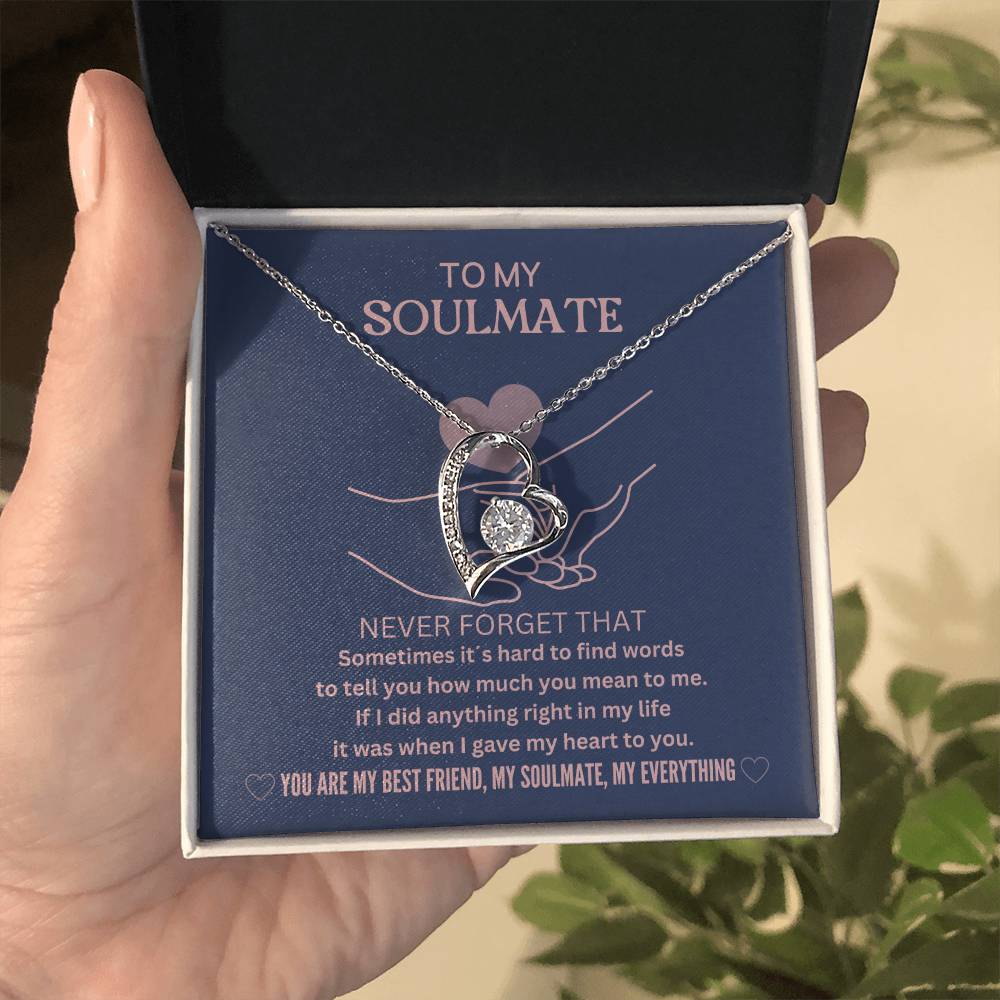 TO MY
SOULMATE
NEVER FORGET THAT
Sometimes it´s hard to find words
to tell you how much you mean to me.
If I did anything right in my life
it was when I gave my heart to you.
YOU ARE MY BEST FRIEND, MY SOULMATE, MY EVERYTHING